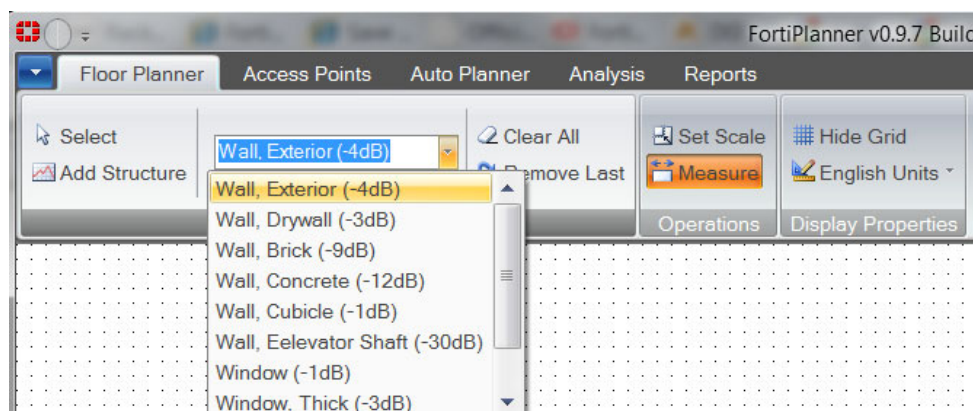 FortiPlanner v0.9.7 Build
Floor Planner Access Points Auto Planner Analysis Reports
Select
Add Structure
Wall, Exterior (-4dB)
Clear All
Last
Set Scale
Measure
Operations
Hide Grid
English Units
Display Properties
Wall, Exterior (-4dB)
Wall, Drywall (-3dB)
Wall, Brick (-9dB)
Wall, Concrete (-12dB)
Wall, Cubicle (-1dB)
Wall, Eelevator Shaft (-30dB)
Window (-1dB)
Window, Thick (-3dB)